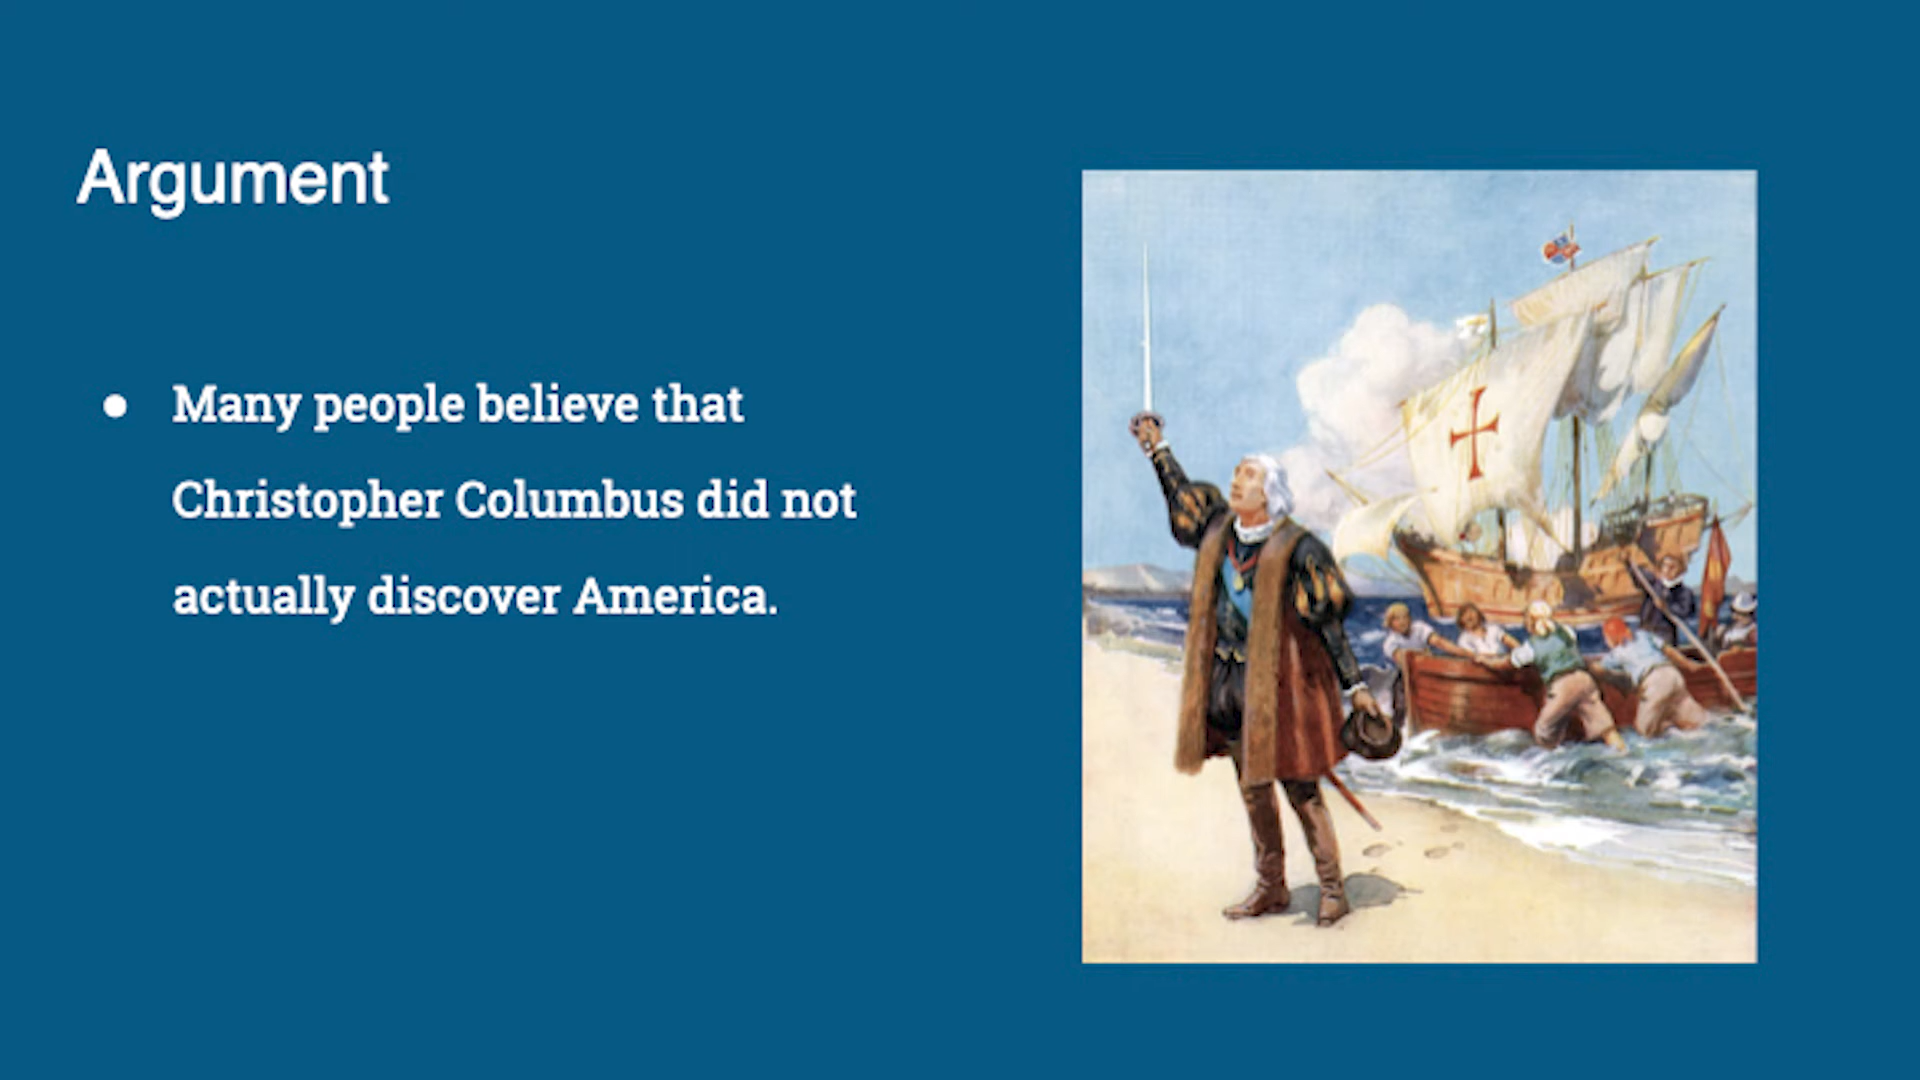 Argument
● Many people believe that
Christopher Columbus did not
actually discover America.